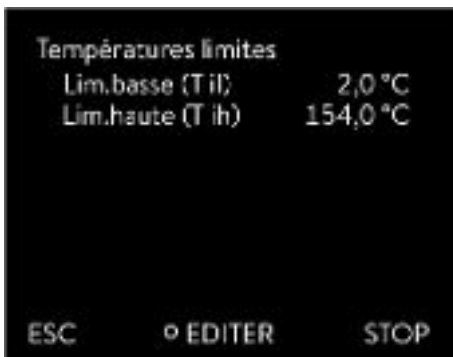 Températures limites
Lim.basse (T il) 2,0 °C
Lim.haute (T ih) 154,0 °C
ESC O EDITER STOP